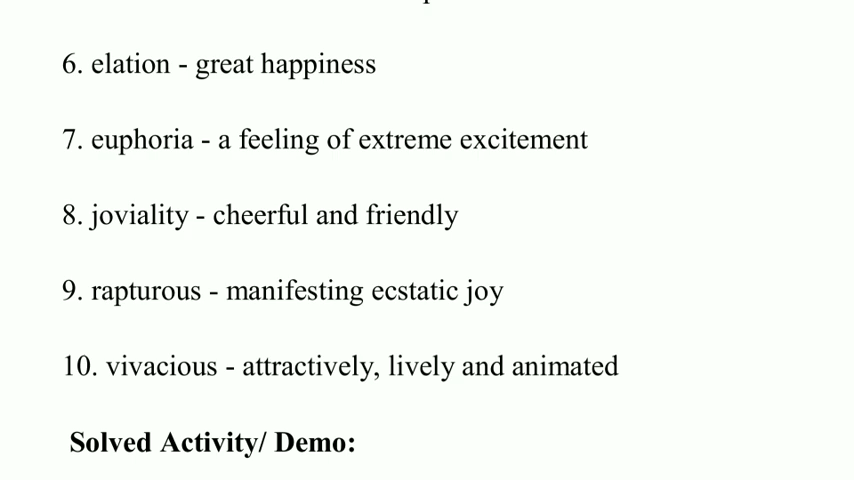 6. elation - great happiness
7. euphoria - a feeling of extreme excitement
8. joviality - cheerful and friendly
9. rapturous - manifesting ecstatic joy
10. vivacious - attractively, lively and animated
Solved Activity/ Demo: